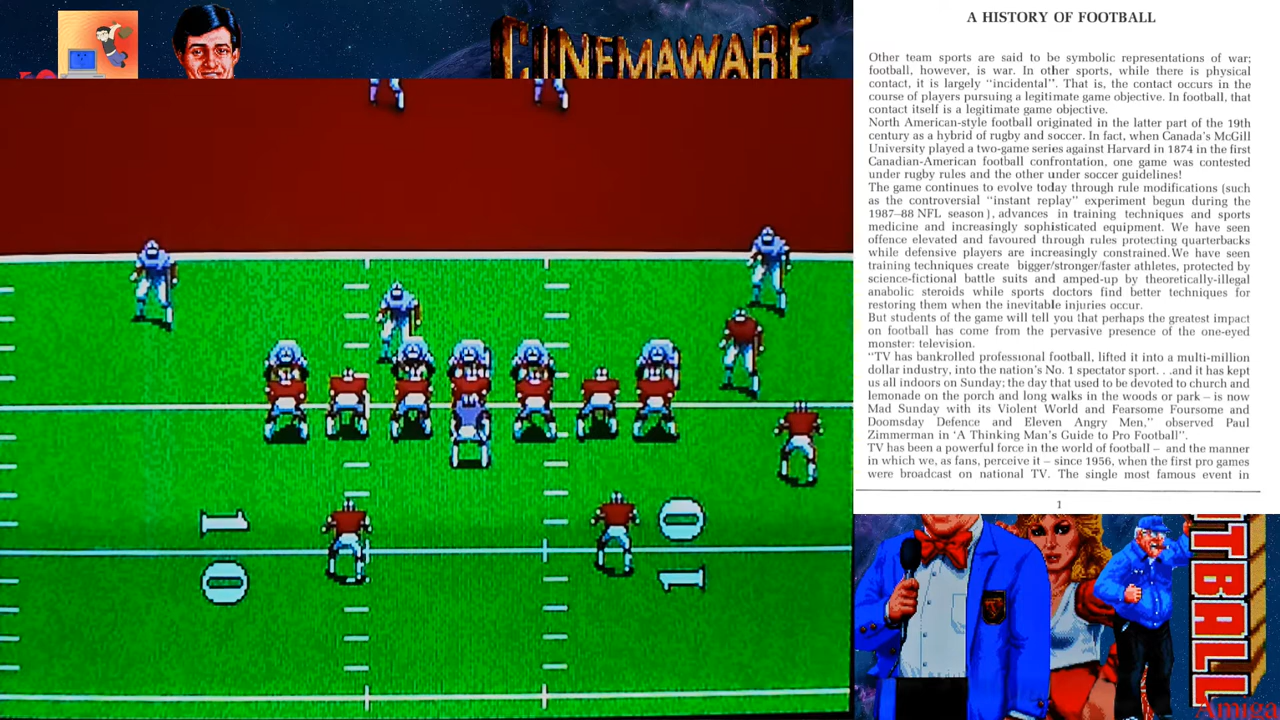 CINEMAWARE
A HISTORY OF FOOTBALL
Other team sports are said to be symbolic representations of war;
football, however, is war. In other sports, while there is physical
contact, it is largely "incidental". That is, the contact occurs in the
course of players pursuing a legitimate game objective. In football, that
contact itself is a legitimate game objective.
North American-style football originated in the latter part of the 19th
century as a hybrid of rugby and soccer. In fact, when Canada's McGill
University played a two-game series against Harvard in 1874 in the first
Canadian-American football confrontation, one game was contested
under rugby rules and the other under soccer guidelines!
The game continues to evolve today through rule modifications (such
as the controversial "instant replay" experiment begun during the
1987–88 NFL season), advances in training techniques and sports
medicine and increasingly sophisticated equipment. We have seen
offence elevated and favoured through rules protecting quarterbacks
while defensive players are increasingly constrained.We have seen
training techniques create bigger/stronger/faster athletes, protected by
science-fictional battle suits and amped-up by theoretically-illegal
anabolic steroids while sports doctors find better techniques for
restoring them when the inevitable injuries occur.
But students of the game will tell you that perhaps the greatest impact
on football has come from the pervasive presence of the one-eyed
monster: television.
"TV has bankrolled professional football, lifted it into a multi-million
dollar industry, into the nation's No. 1 spectator sport. . .and it has kept
us all indoors on Sunday; the day that used to be devoted to church and
lemonade on the porch and long walks in the woods or park – is now
Mad Sunday with its Violent World and Fearsome Foursome and
Doomsday Defence and Eleven Angry Men," observed Paul
Zimmerman in 'A Thinking Man's Guide to Pro Football".
TV has been a powerful force in the world of football – and the manner
in which we, as fans, perceive it – since 1956, when the first pro games
were broadcast on national TV. The single most famous event in
1
1 0
0 1
TBALL
Amiga